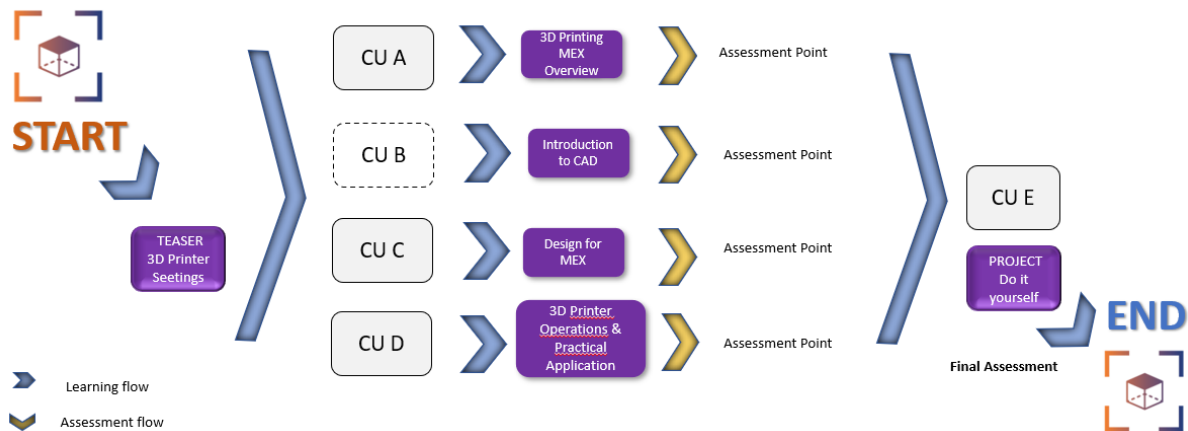 START
TEASER
3D Printer
Seetings
CU A
3D Printing
MEX
Overview
Assessment Point
CU B
Introduction
to CAD
Assessment Point
CU C
Design for
MEX
Assessment Point
CU D
3D Printer
Operations &
Practical
Application
Assessment Point
CU E
PROJECT
Do it
yourself
Final Assessment
END
Learning flow
Assessment flow